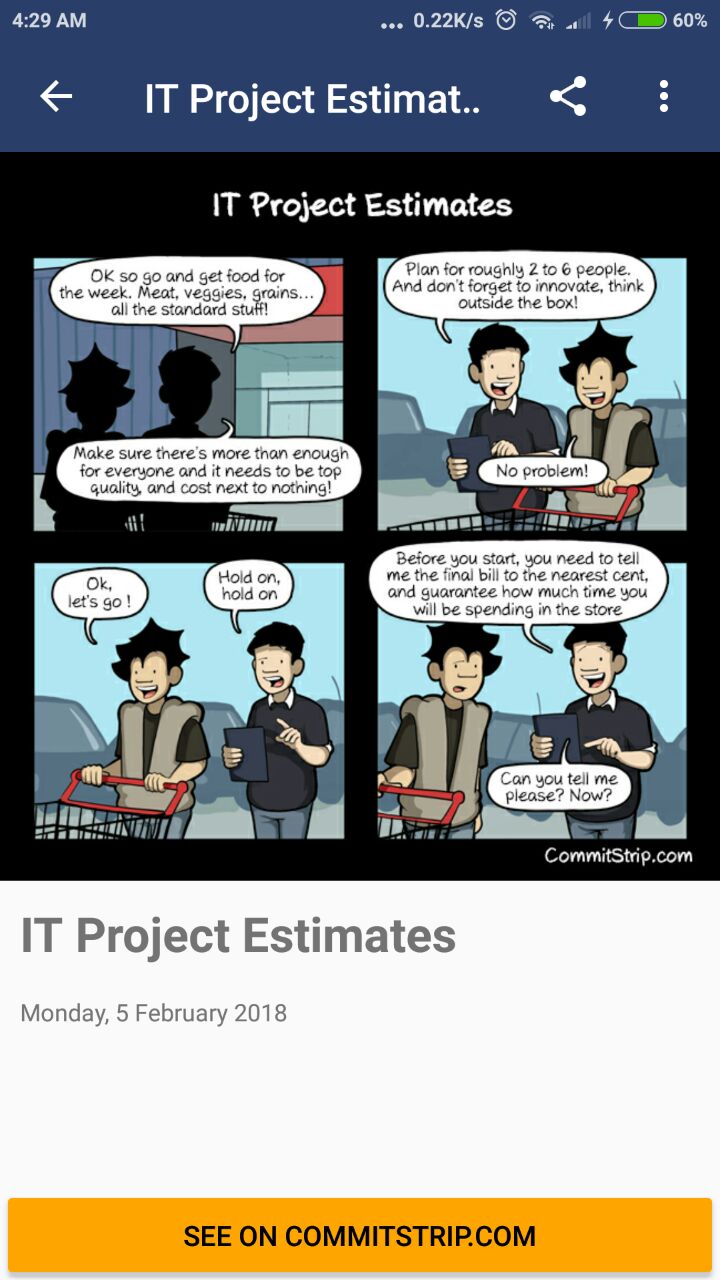 4:29 AM
... 0.22K/s
60%
IT Project Estimat..
IT Project Estimates
OK so go and get food for
the week. Meat, veggies, grains...
all the standard stuff!
Make sure there's more than enough
for everyone and it needs to be top
quality, and cost next to nothing!
Plan for roughly 2 to 6 people.
And don't forget to innovate, think
outside the box!
No problem!
Ok,
let's go !
Hold on,
hold on
Before you start, you need to tell
me the final bill to the nearest cent,
and guarantee how much time you
will be spending in the store
Can you tell me
please? Now?
CommitStrip.com
IT Project Estimates
Monday, 5 February 2018
SEE ON COMMITSTRIP.COM